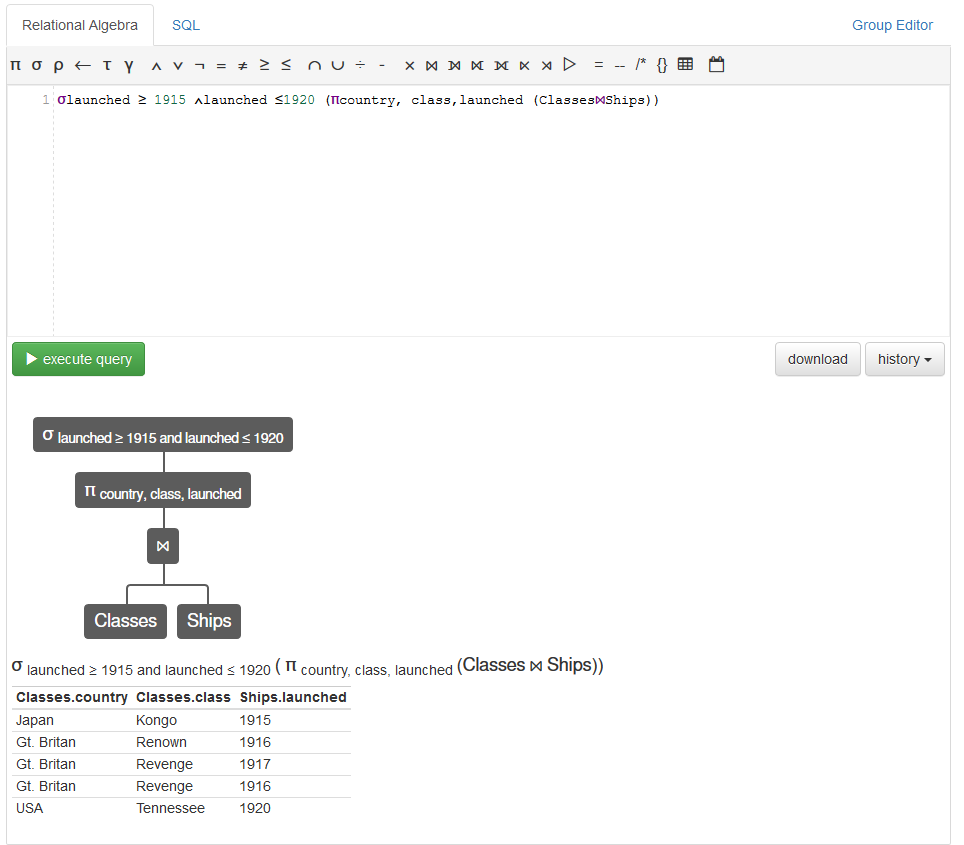 Relational Algebra SQL Group Editor
π σ ρ ← τ γ ∧ ∨ ¬ = ≠ ≥ ≤ ∩ ∪ ÷ - × ⋈ ⟕ ⟖ ⟗ ⋉ ⋊ ▷ = -- /* {}
1 σlaunched ≥ 1915 ∧launched ≤1920 (πcountry, class,launched (Classes⋈Ships))
execute query download history
σ launched ≥ 1915 and launched ≤ 1920
π country, class, launched
⋈
Classes Ships
σ launched ≥ 1915 and launched ≤ 1920 ( π country, class, launched (Classes ⋈ Ships))
Classes.country Classes.class Ships.launched
Japan Kongo 1915
Gt. Britan Renown 1916
Gt. Britan Revenge 1917
Gt. Britan Revenge 1916
USA Tennessee 1920